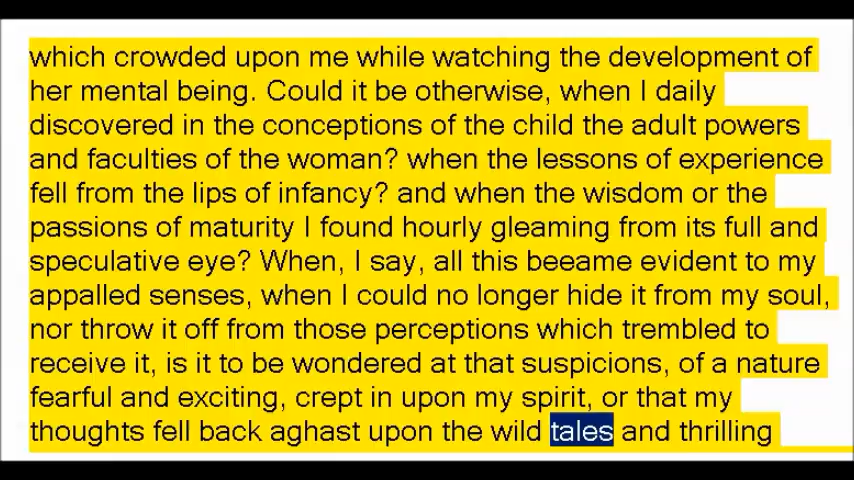 which crowded upon me while watching the development of
her mental being. Could it be otherwise, when I daily
discovered in the conceptions of the child the adult powers
and faculties of the woman? when the lessons of experience
fell from the lips of infancy? and when the wisdom or the
passions of maturity I found hourly gleaming from its full and
speculative eye? When, I say, all this beeame evident to my
appalled senses, when I could no longer hide it from my soul,
nor throw it off from those perceptions which trembled to
receive it, is it to be wondered at that suspicions, of a nature
fearful and exciting, crept in upon my spirit, or that my
thoughts fell back aghast upon the wild tales and thrilling